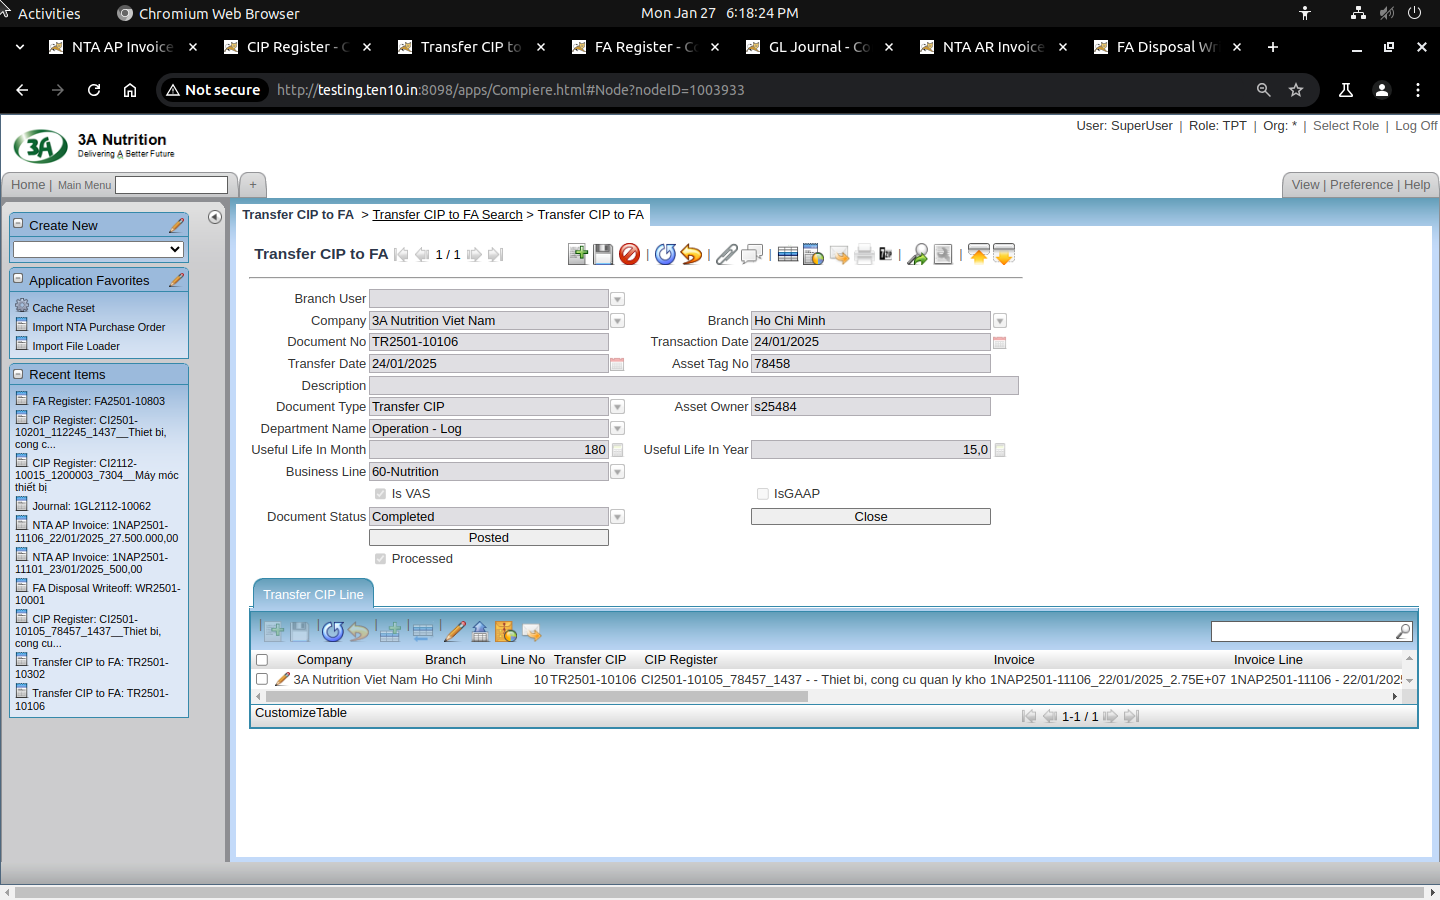 Activities
Chromium Web Browser
Mon Jan 27 6:18:24 PM
NTA AP Invoice
CIP Register - C
Transfer CIP to
FA Register - Co
GL Journal - Co
NTA AR Invoice
FA Disposal Wri
Not secure
http://testing.ten10.in:8098/apps/Compiere.html#Node?nodeID=1003933
3A
3A Nutrition
Delivering A Better Future
User: SuperUser | Role: TPT | Org: * | Select Role | Log Off
Home | Main Menu
+
View | Preference | Help
Create New
Application Favorites
Cache Reset
Import NTA Purchase Order
Import File Loader
Recent Items
FA Register: FA2501-10803
CIP Register: CI2501-
10201_112245_1437__Thiet bi,
cong c...
CIP Register: CI2112-
10015_1200003_7304__Máy móc
thiết bị
Journal: 1GL2112-10062
NTA AP Invoice: 1NAP2501-
11106_22/01/2025_27.500.000,00
NTA AP Invoice: 1NAP2501-
11101_23/01/2025_500,00
FA Disposal Writeoff: WR2501-
10001
CIP Register: CI2501-
10105_78457_1437__Thiet bi,
cong cu...
Transfer CIP to FA: TR2501-
10302
Transfer CIP to FA: TR2501-
10106
Transfer CIP to FA > Transfer CIP to FA Search > Transfer CIP to FA
Transfer CIP to FA
1 / 1
Branch User
Company 3A Nutrition Viet Nam
Branch Ho Chi Minh
Document No TR2501-10106
Transaction Date 24/01/2025
Transfer Date 24/01/2025
Asset Tag No 78458
Description
Document Type Transfer CIP
Asset Owner s25484
Department Name Operation - Log
Useful Life In Month 180
Useful Life In Year 15,0
Business Line 60-Nutrition
Is VAS
IsGAAP
Document Status Completed
Close
Posted
Processed
Transfer CIP Line
Company Branch Line No Transfer CIP CIP Register Invoice Invoice Line
3A Nutrition Viet Nam Ho Chi Minh 10 TR2501-10106 CI2501-10105_78457_1437 - - Thiet bi, cong cu quan ly kho 1NAP2501-11106_22/01/2025_2.75E+07 1NAP2501-11106 - 22/01/2025
CustomizeTable
1-1 / 1